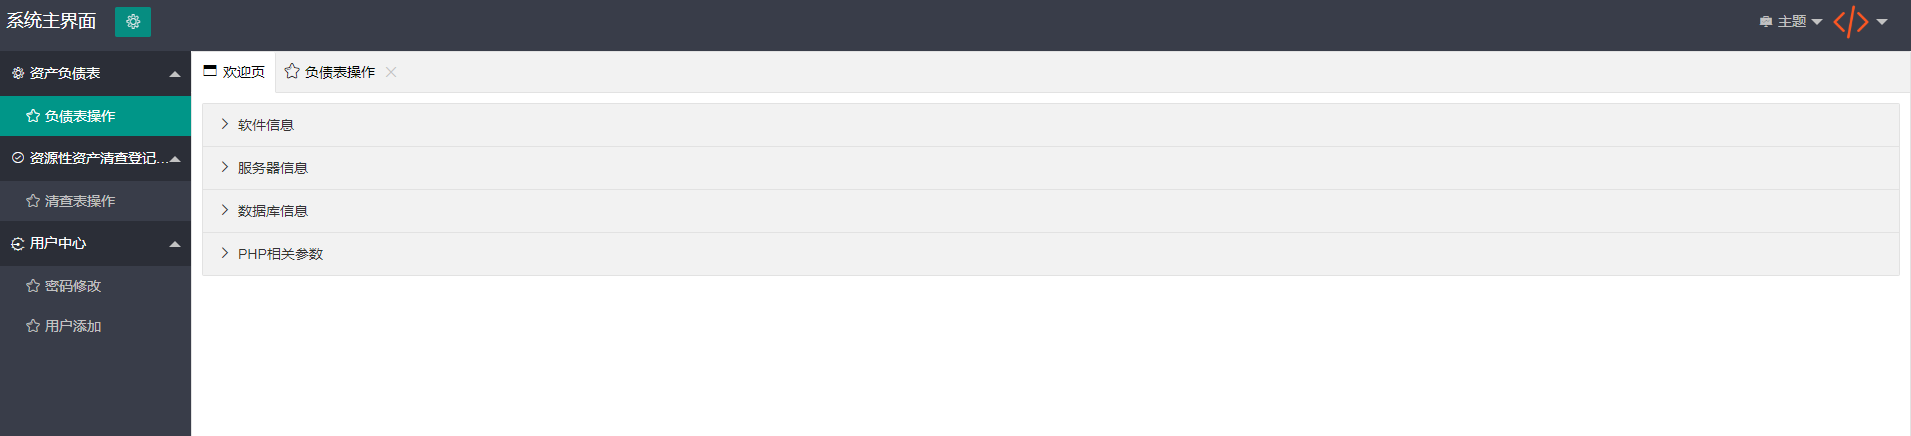 系统主界面
主题
资产负债表
负债表操作
资源性资产清查登记...
清查表操作
用户中心
密码修改
用户添加
欢迎页
负债表操作
软件信息
服务器信息
数据库信息
PHP相关参数